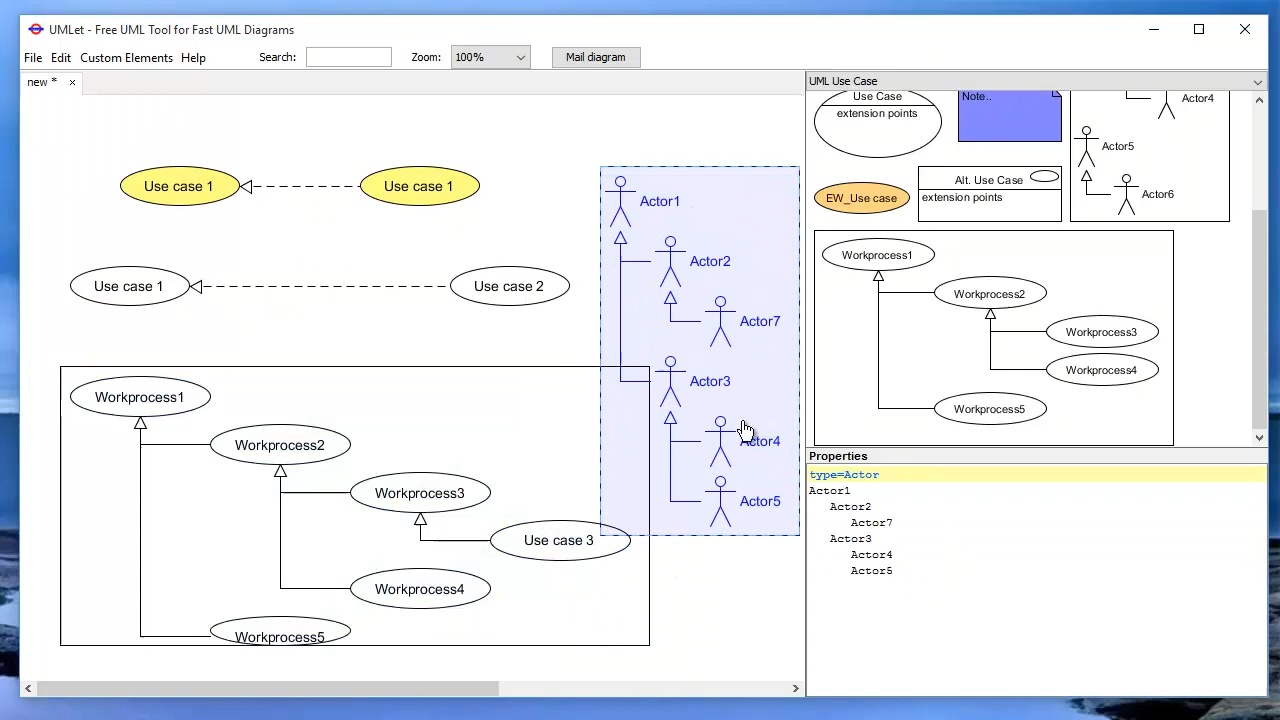 UMLet - Free UML Tool for Fast UML Diagrams
File Edit Custom Elements Help Search: Zoom: 100% Mail diagram
new *
Use case 1
Use case 1
Use case 1
Use case 2
Workprocess1
Workprocess2
Workprocess3
Use case 3
Workprocess4
Workprocess5
Actor1
Actor2
Actor7
Actor3
Actor4
Actor5
UML Use Case
Use Case
extension points
Note..
Actor4
Actor5
Actor6
EW_Use case
Alt. Use Case
extension points
Workprocess1
Workprocess2
Workprocess3
Workprocess4
Workprocess5
Properties
type=Actor
Actor1
Actor2
Actor7
Actor3
Actor4
Actor5